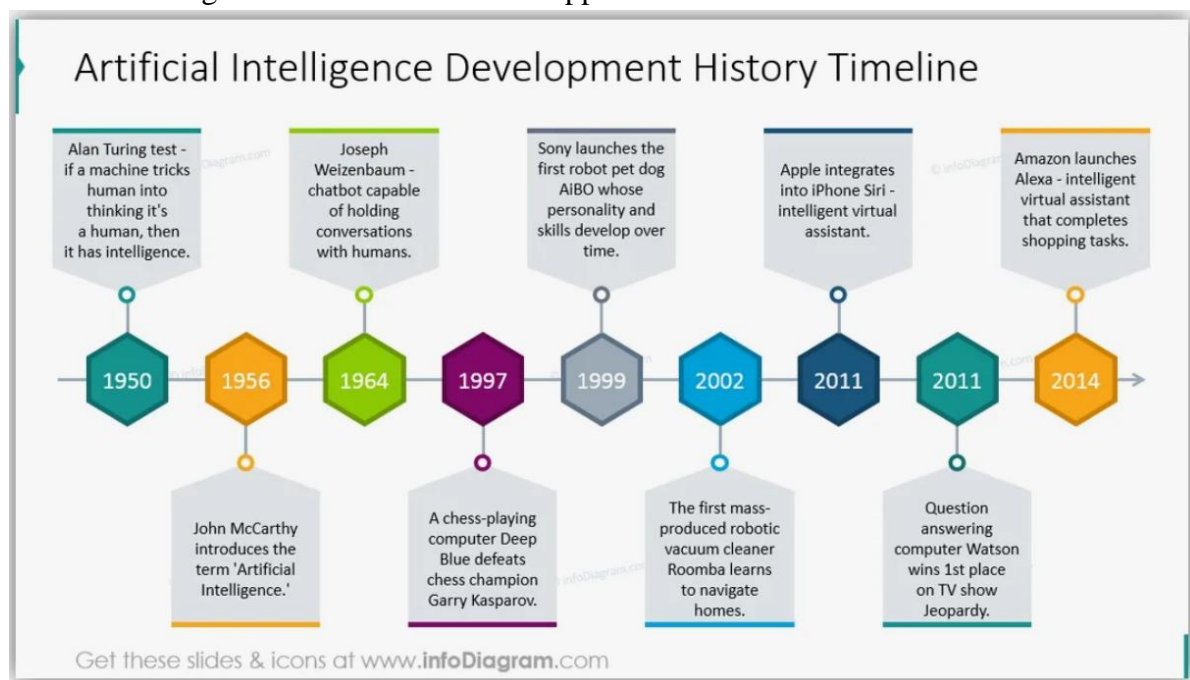 Artificial Intelligence Development History Timeline
Alan Turing test -
if a machine tricks
human into
thinking it's
a human, then
it has intelligence.
Joseph
Weizenbaum -
chatbot capable
of holding
conversations
with humans.
Sony launches the
first robot pet dog
AiBO whose
personality and
skills develop over
time.
Apple integrates
into iPhone Siri -
intelligent virtual
assistant.
Amazon launches
Alexa - intelligent
virtual assistant
that completes
shopping tasks.
1950
1956
1964
1997
1999
2002
2011
2011
2014
John McCarthy
introduces the
term 'Artificial
Intelligence.'
A chess-playing
computer Deep
Blue defeats
chess champion
Garry Kasparov.
The first mass-
produced robotic
vacuum cleaner
Roomba learns
to navigate
homes.
Question
answering
computer Watson
wins 1st place
on TV show
Jeopardy.
Get these slides & icons at www.infoDiagram.com